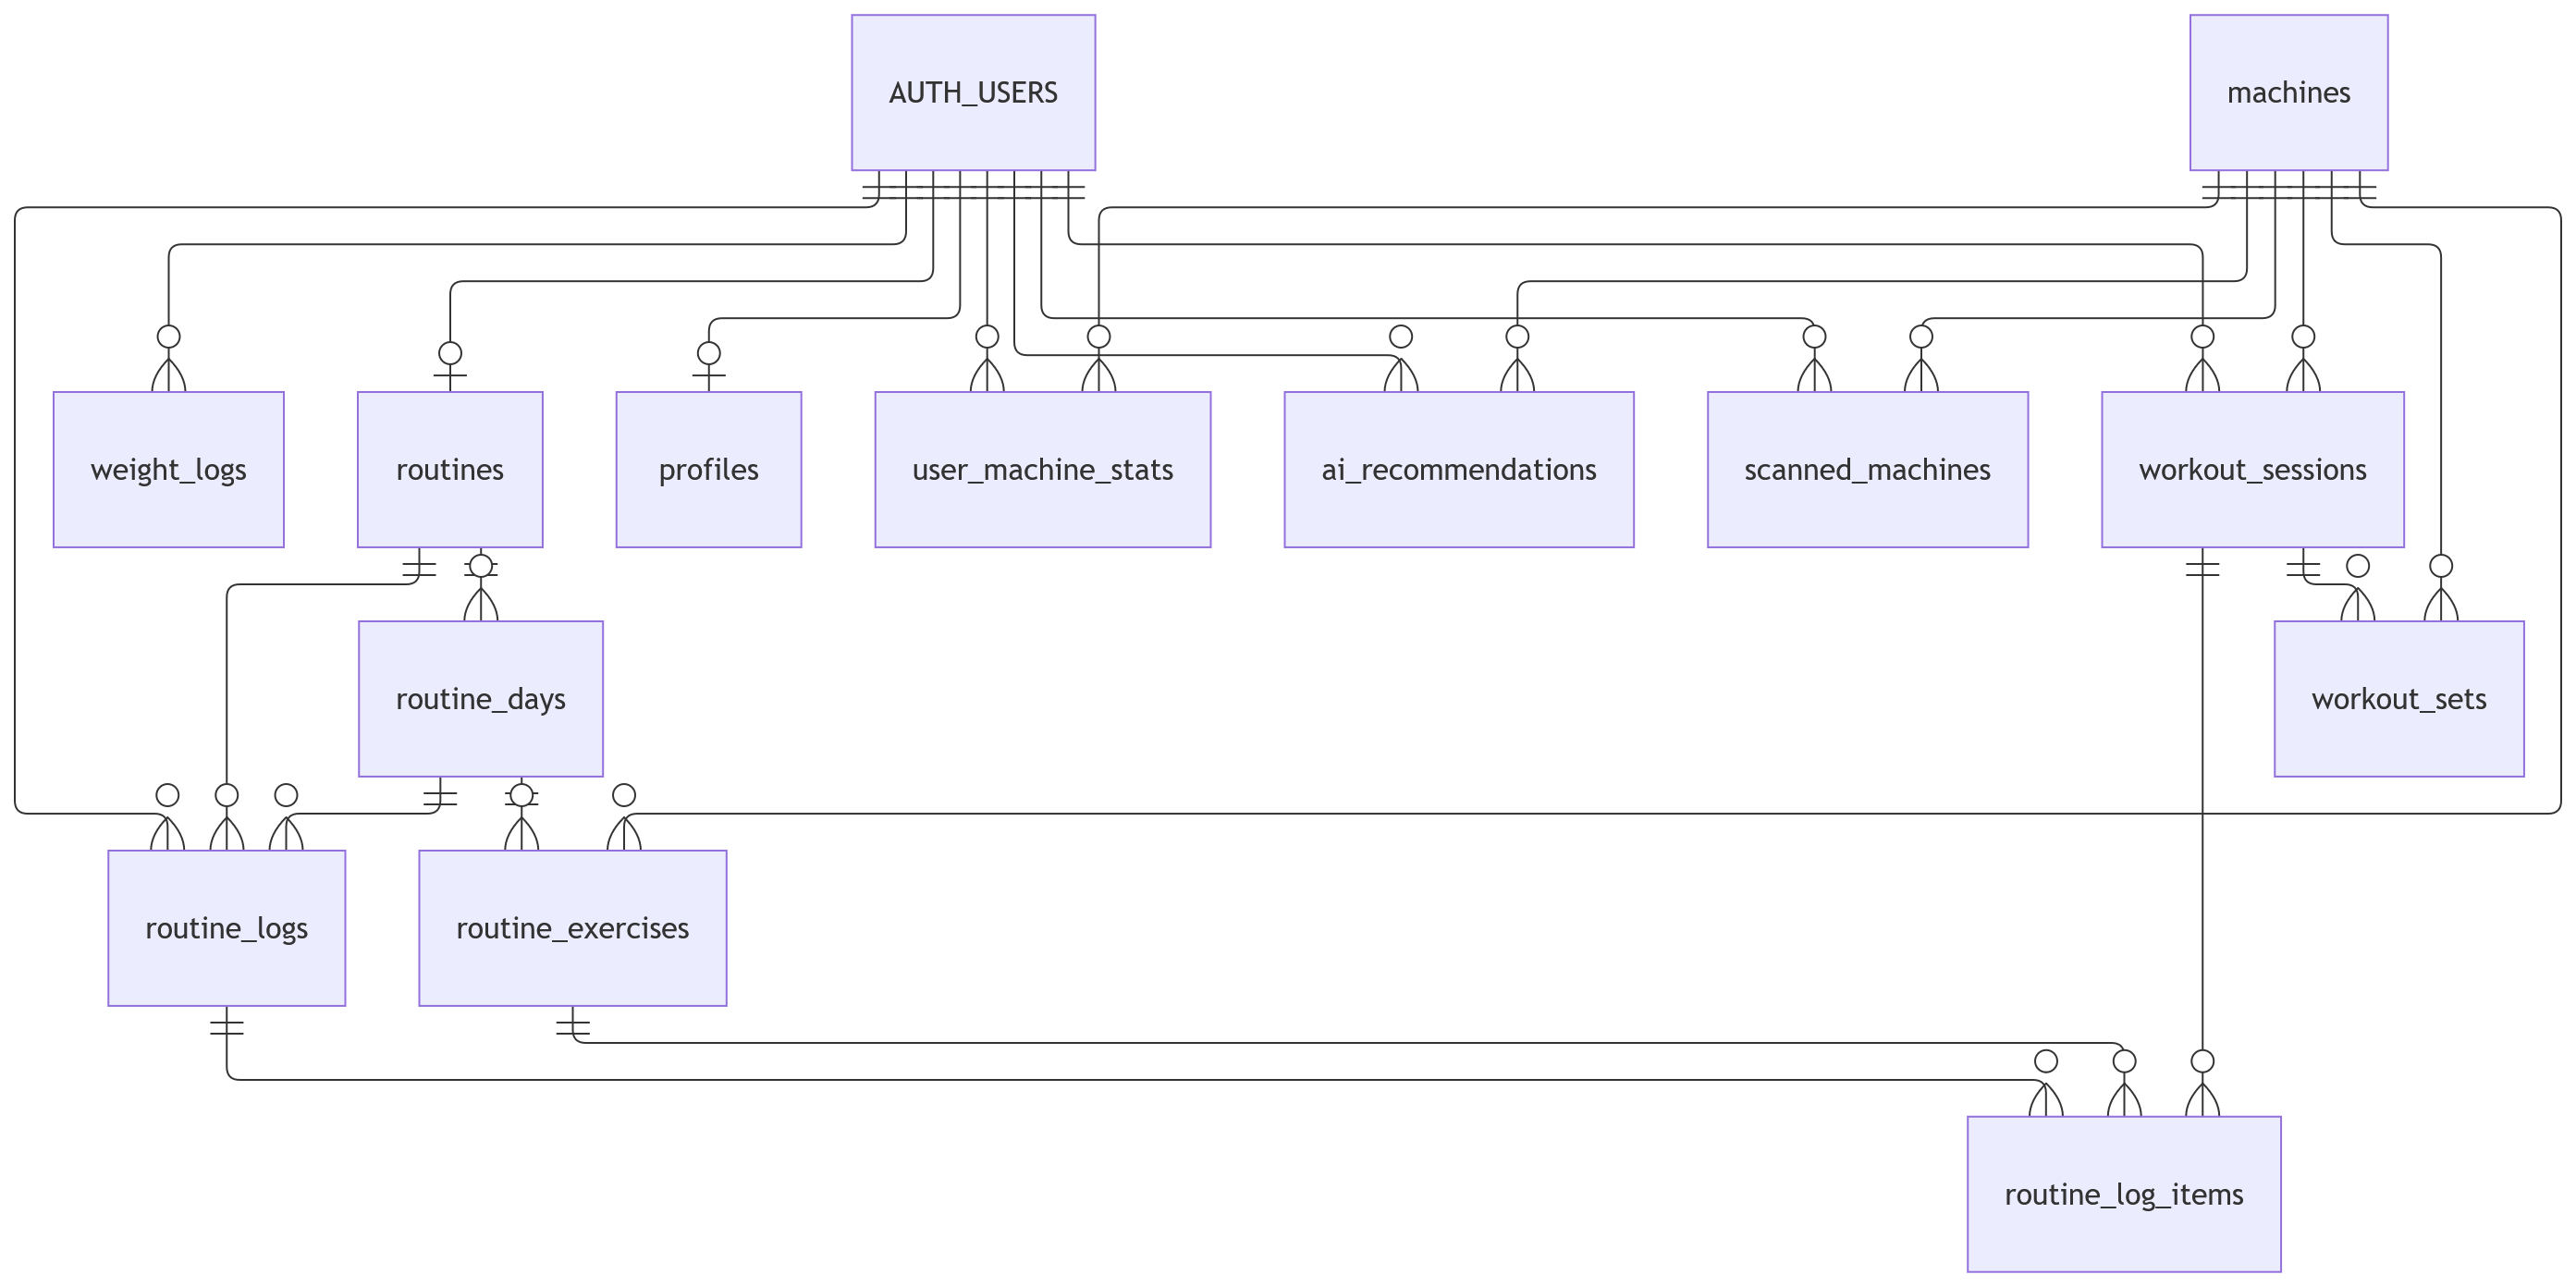 AUTH_USERS
machines
weight_logs
routines
profiles
user_machine_stats
ai_recommendations
scanned_machines
workout_sessions
routine_days
workout_sets
routine_logs
routine_exercises
routine_log_items